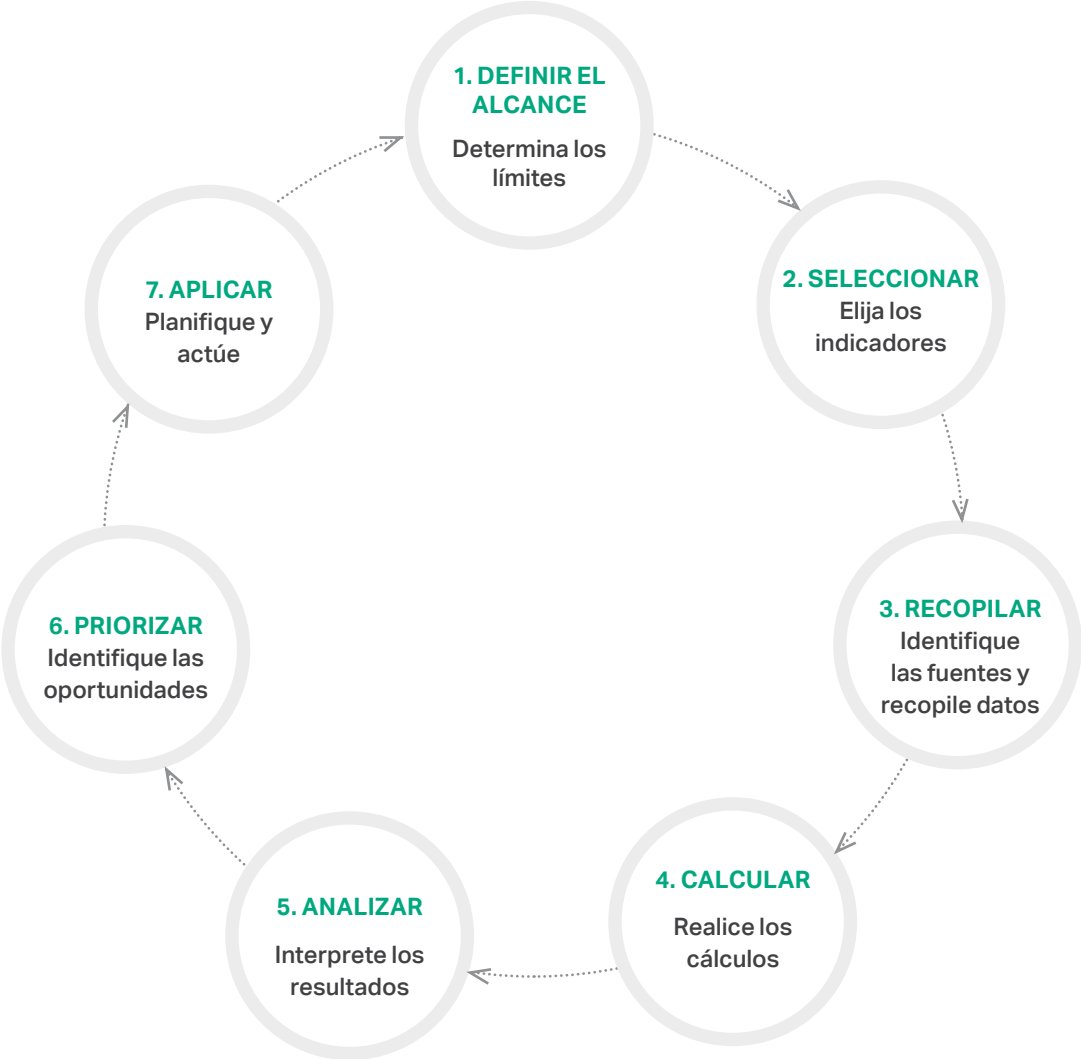 1. DEFINIR EL
ALCANCE
Determina los
límites
2. SELECCIONAR
Elija los
indicadores
3. RECOPILAR
Identifique
las fuentes y
recopile datos
4. CALCULAR
Realice los
cálculos
5. ANALIZAR
Interprete los
resultados
6. PRIORIZAR
Identifique las
oportunidades
7. APLICAR
Planifique y
actúe